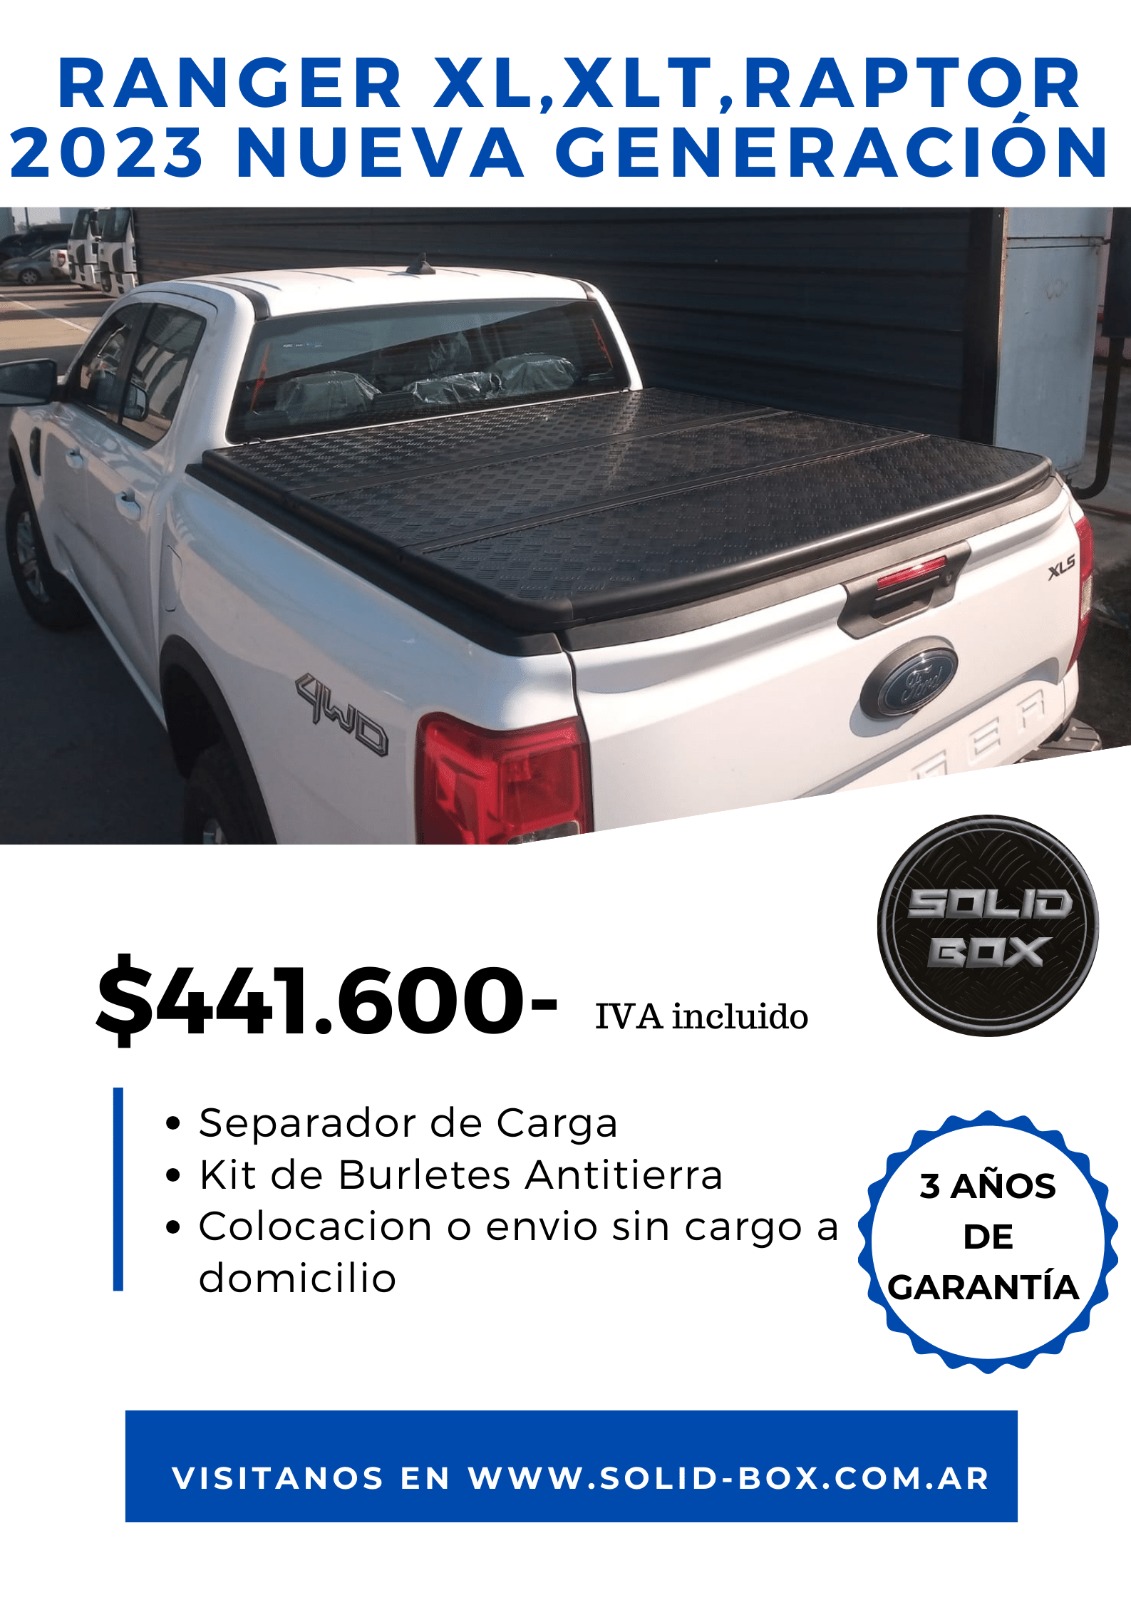 RANGER XL,XLT,RAPTOR
2023 NUEVA GENERACIÓN
XLS
Ford
4WD
GER
SOLID
BOX
$441.600-
IVA incluido
Separador de Carga
Kit de Burletes Antitierra
Colocacion o envio sin cargo a
domicilio
3 AÑOS
DE
GARANTÍA
VISITANOS EN WWW.SOLID-BOX.COM.AR